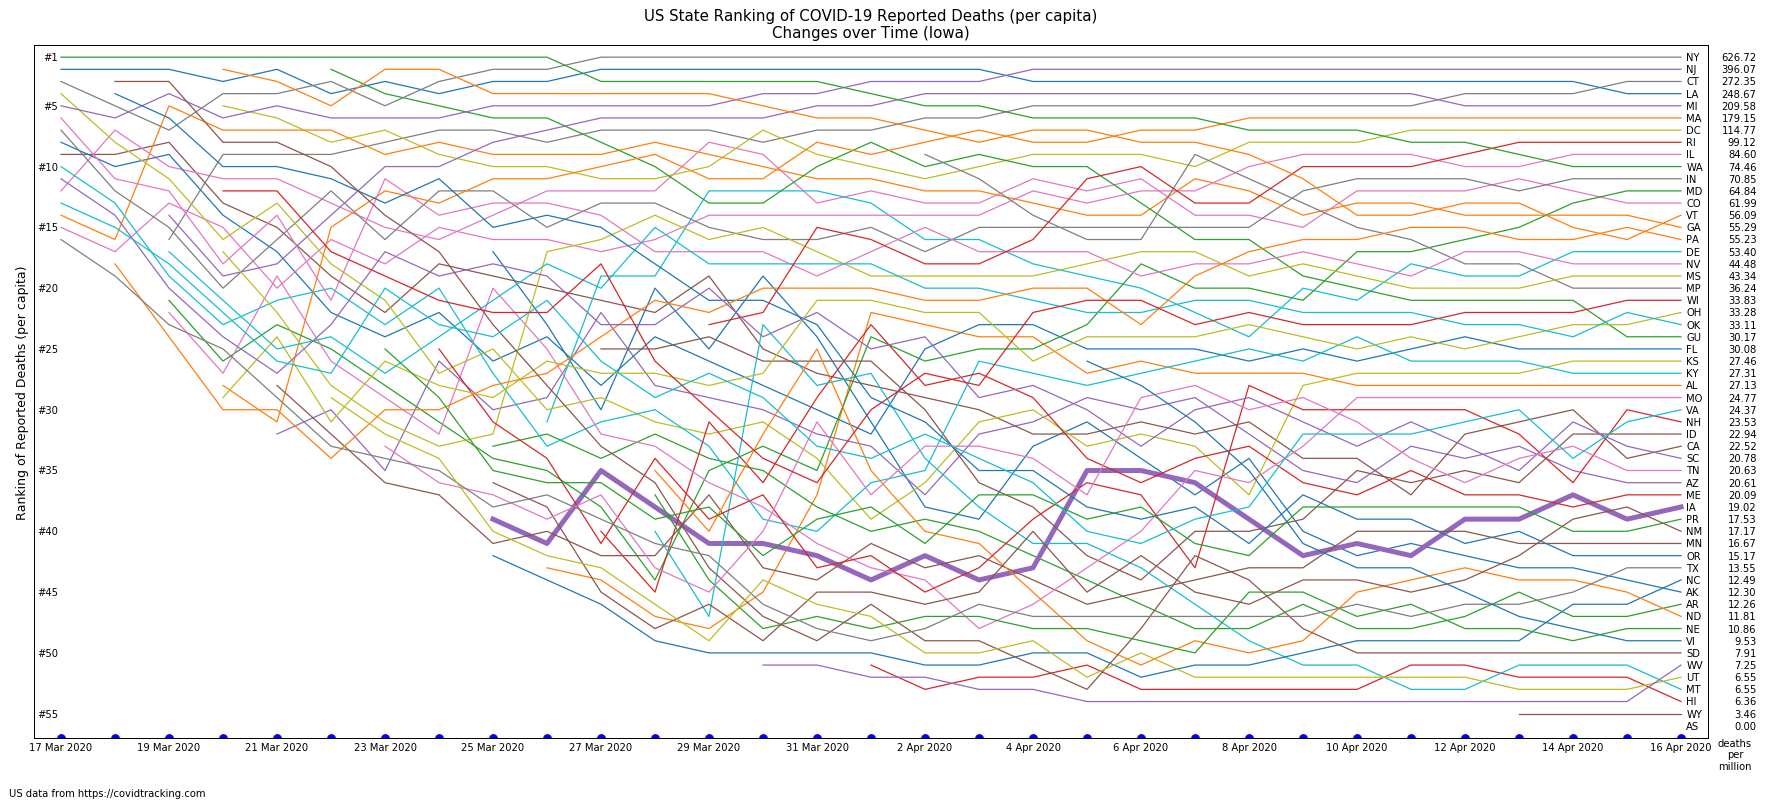 US State Ranking of COVID-19 Reported Deaths (per capita)
Changes over Time (Iowa)
Ranking of Reported Deaths (per capita)
#1
#5
#10
#15
#20
#25
#30
#35
#40
#45
#50
#55
NY 626.72
NJ 396.07
CT 272.35
LA 248.67
MI 209.58
MA 179.15
DC 114.77
RI 99.12
IL 84.60
WA 74.46
IN 70.85
MD 64.84
CO 61.99
VT 56.09
GA 55.29
PA 55.23
DE 53.40
NV 44.48
MS 43.34
MP 36.24
WI 33.83
OH 33.28
OK 33.11
GU 30.17
FL 30.08
KS 27.46
KY 27.31
AL 27.13
MO 24.77
VA 24.37
NH 23.53
ID 22.94
CA 22.52
SC 20.78
TN 20.63
AZ 20.61
ME 20.09
IA 19.02
PR 17.53
NM 17.17
MN 16.67
OR 15.17
TX 13.55
NC 12.49
AK 12.30
AR 12.26
ND 11.81
NE 10.86
VI 9.53
SD 7.91
WV 7.25
UT 6.55
MT 6.55
HI 6.36
WY 3.46
AS 0.00
17 Mar 2020 19 Mar 2020 21 Mar 2020 23 Mar 2020 25 Mar 2020 27 Mar 2020 29 Mar 2020 31 Mar 2020 2 Apr 2020 4 Apr 2020 6 Apr 2020 8 Apr 2020 10 Apr 2020 12 Apr 2020 14 Apr 2020 16 Apr 2020
deaths
per
million
US data from https://covidtracking.com